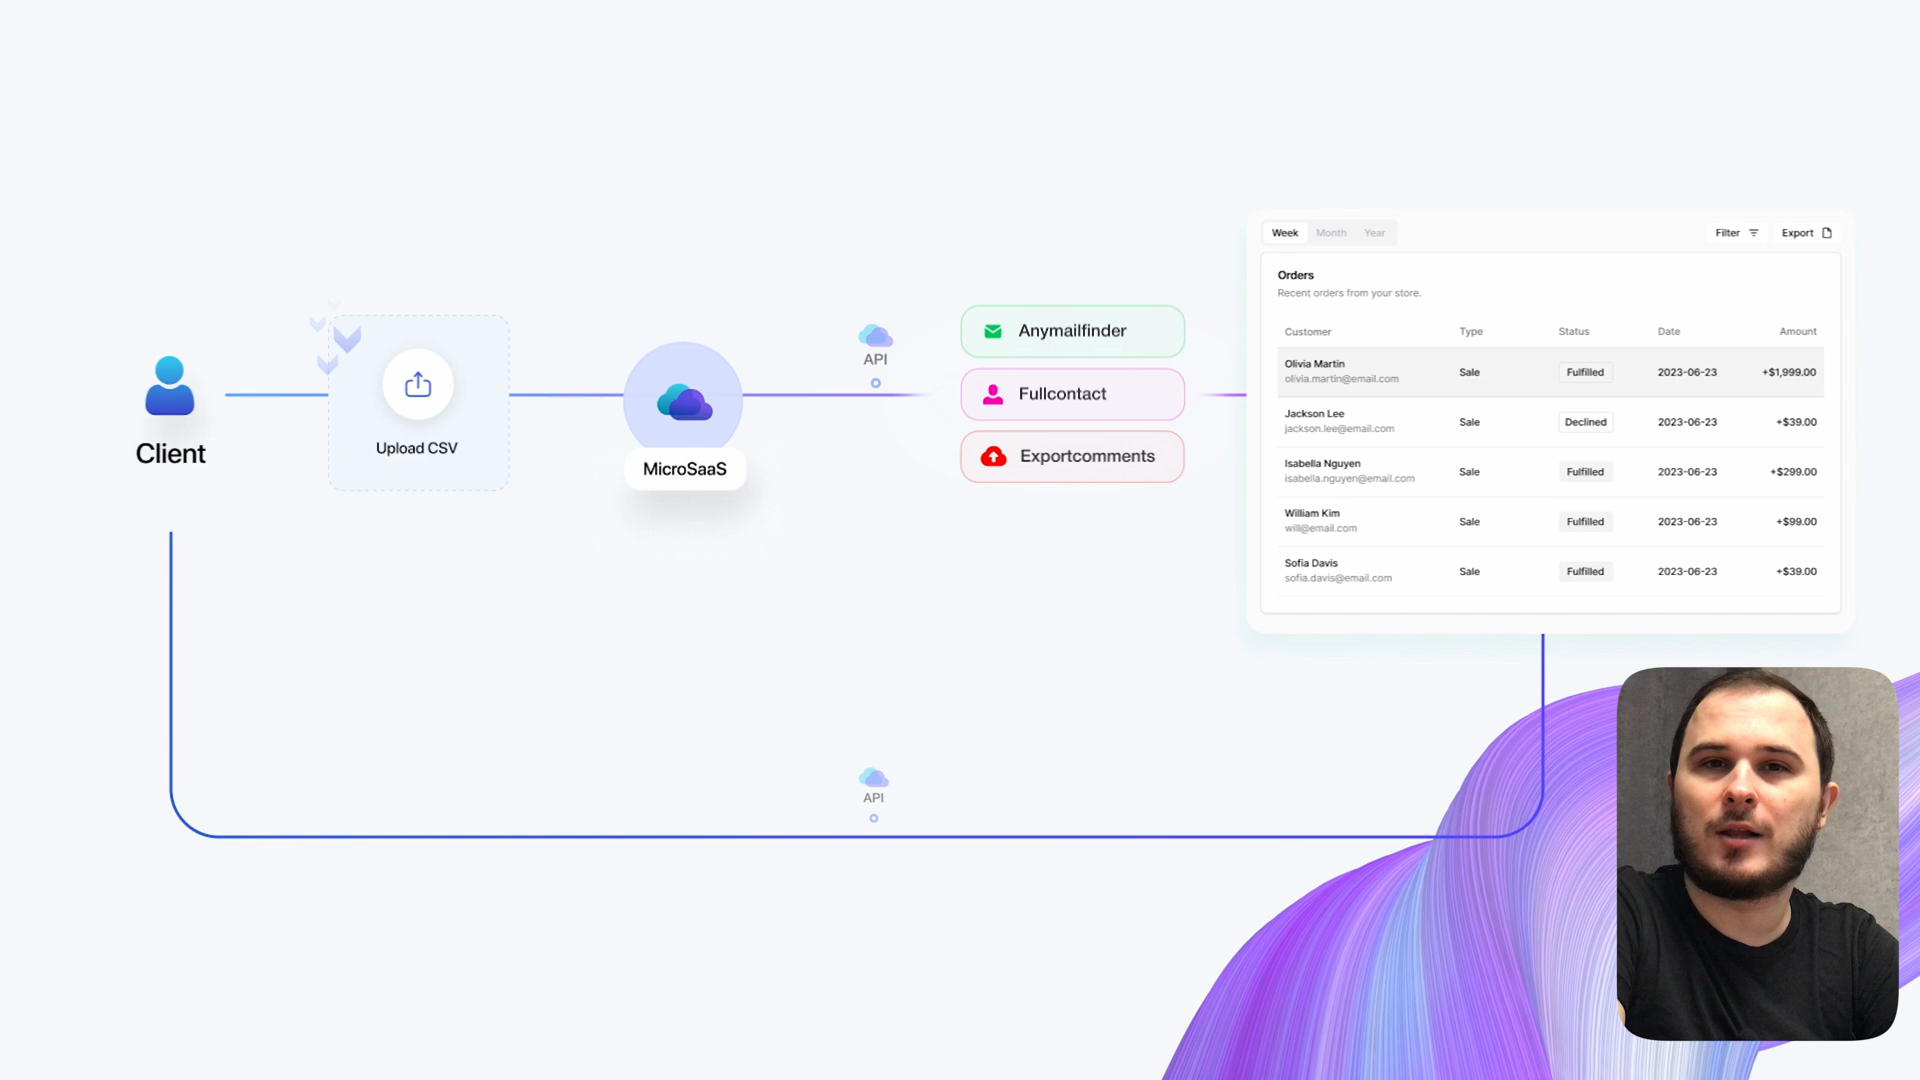 Client
Upload CSV
MicroSaaS
API
Anymailfinder
Fullcontact
Exportcomments
Week Month Year Filter Export
Orders
Recent orders from your store.
Customer Type Status Date Amount
Olivia Martin
olivia.martin@email.com Sale Fulfilled 2023-06-23 +$1,999.00
Jackson Lee
jackson.lee@email.com Sale Declined 2023-06-23 +$39.00
Isabella Nguyen
isabella.nguyen@email.com Sale Fulfilled 2023-06-23 +$299.00
William Kim
will@email.com Sale Fulfilled 2023-06-23 +$99.00
Sofia Davis
sofia.davis@email.com Sale Fulfilled 2023-06-23 +$39.00
API